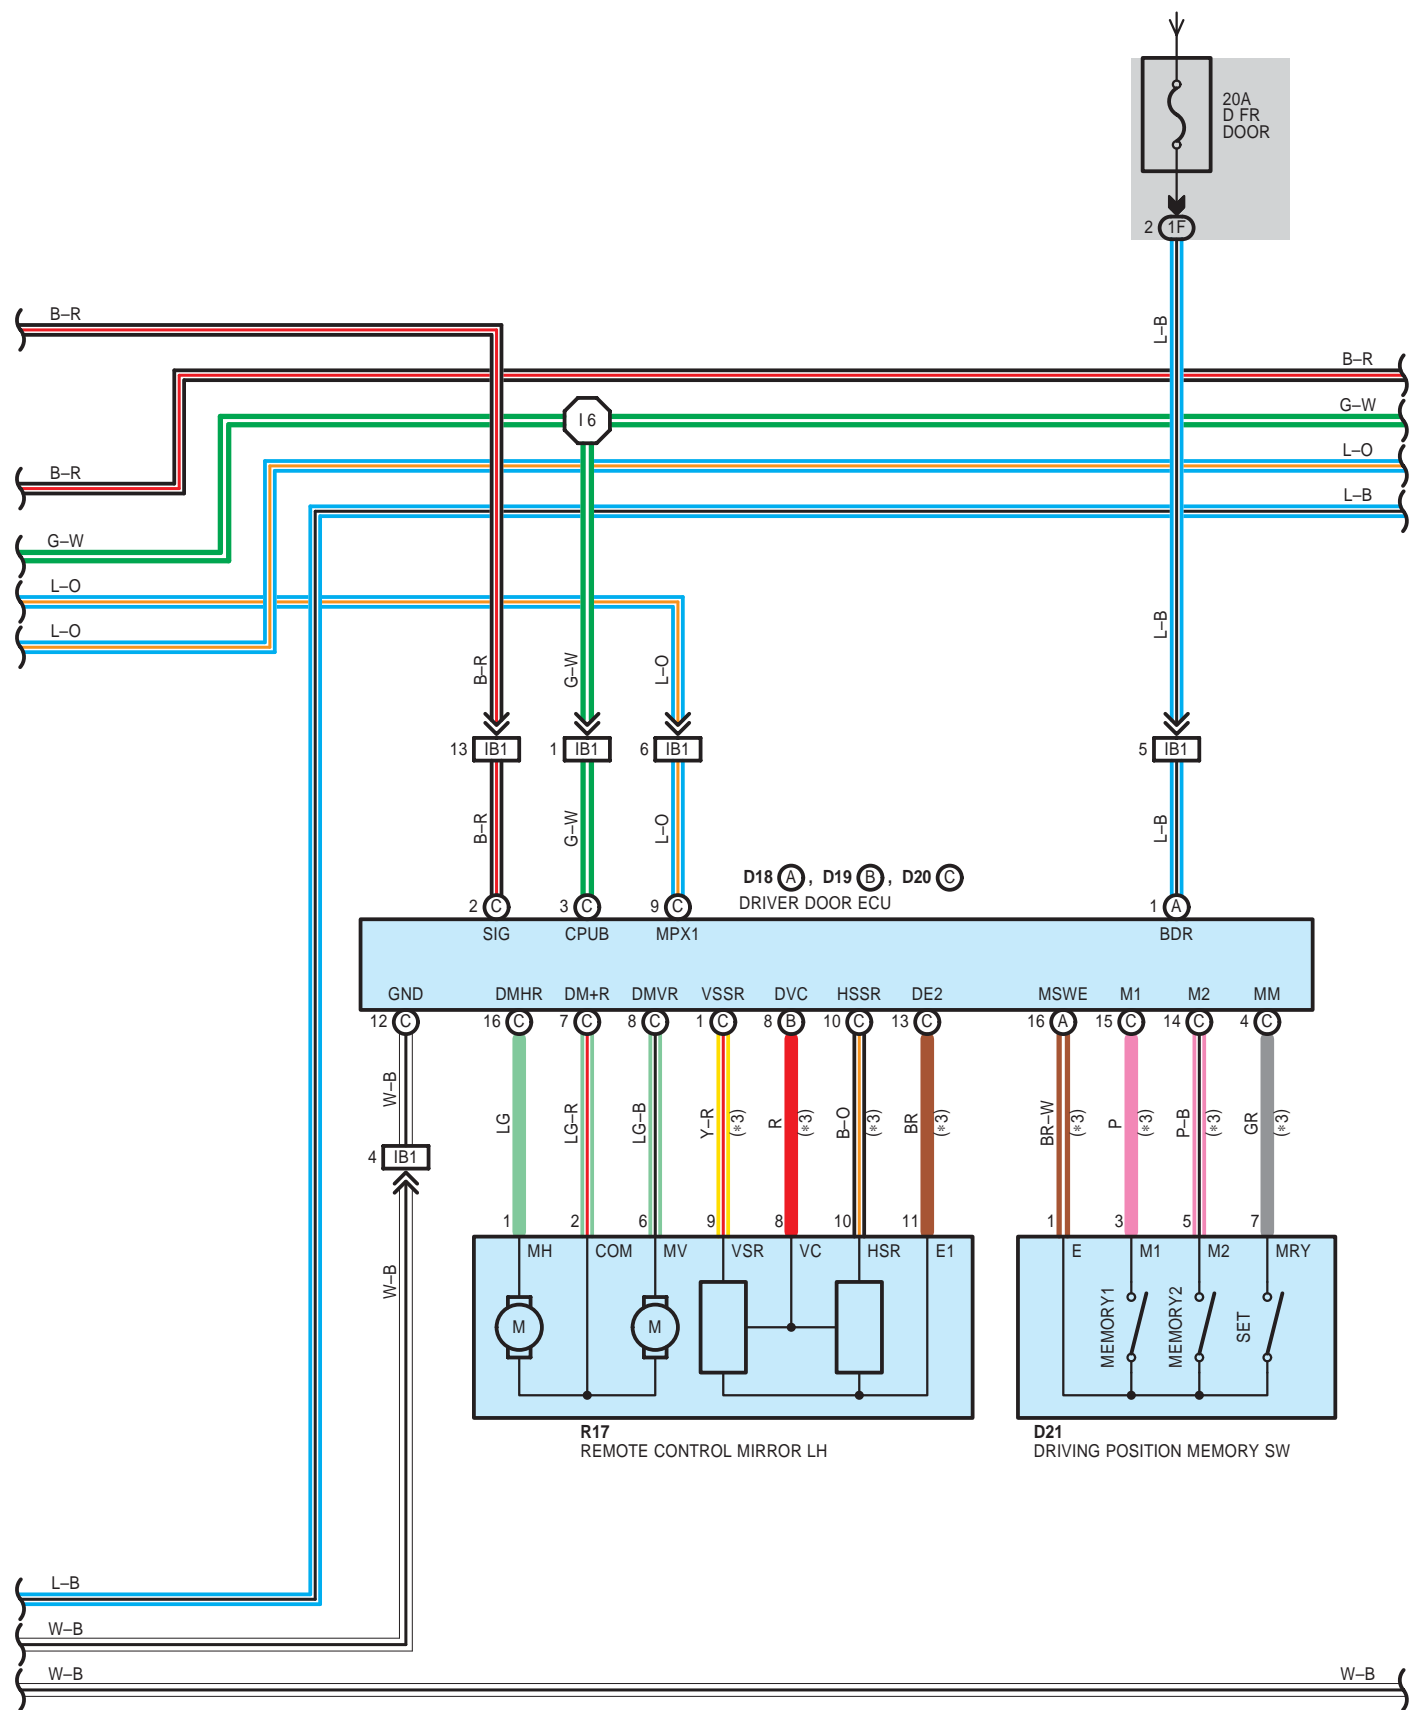 20A
D FR
DOOR
2 1F
B–R
L–B
B–R
G–W
I 6
L–O
B–R
L–B
G–W
L–O
L–O
L–B
B–R
G–W
L–O
13 IB1
1 IB1
6 IB1
5 IB1
B–R
G–W
L–O
L–B
D18 A , D19 B , D20 C
DRIVER DOOR ECU
2 C
3 C
9 C
1 A
SIG
CPUB
MPX1
BDR
GND
DMHR
DM+R
DMVR
VSSR
DVC
HSSR
DE2
MSWE
M1
M2
MM
12 C
16 C
7 C
8 C
1 C
8 B
10 C
13 C
16 A
15 C
14 C
4 C
W–B
LG
LG–R
LG–B
Y–R
(*3)
R
(*3)
B–O
(*3)
BR
(*3)
BR–W
(*3)
P
(*3)
P–B
(*3)
GR
(*3)
4 IB1
W–B
1
2
6
9
8
10
11
1
3
5
7
MH
COM
MV
VSR
VC
HSR
E1
E
M1
M2
MRY
M
M
MEMORY1
MEMORY2
SET
R17
REMOTE CONTROL MIRROR LH
D21
DRIVING POSITION MEMORY SW
L–B
W–B
W–B
W–B